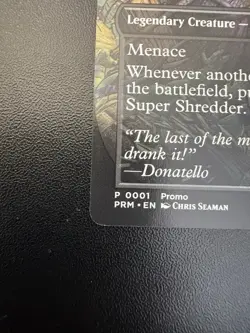 Legendary Creature —
Menace
Whenever anothe
the battlefield, pu
Super Shredder.
“The last of the m
drank it!”
—Donatello
P 0001 Promo
PRM • EN Chris Seaman